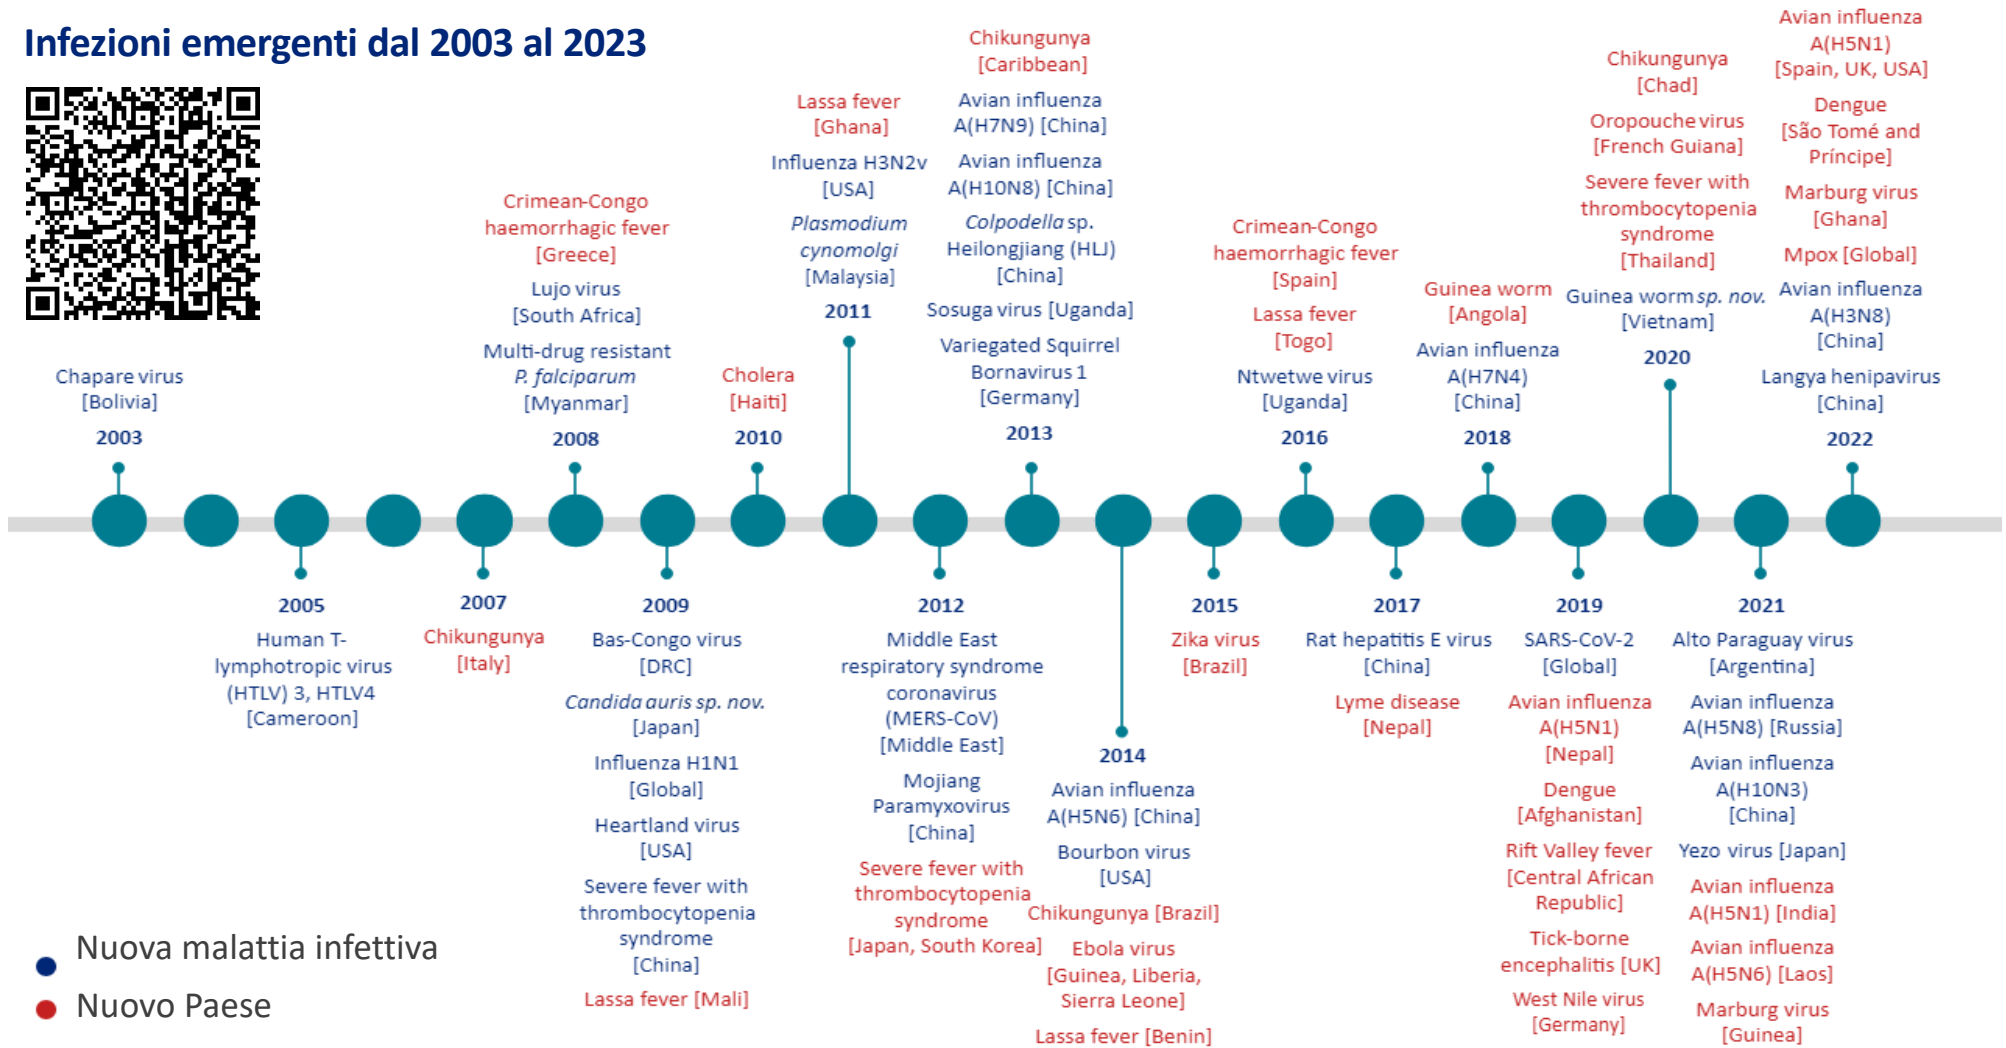 Infezioni emergenti dal 2003 al 2023
Chapare virus
[Bolivia]
2003
Crimean-Congo
haemorrhagic fever
[Greece]
Lujo virus
[South Africa]
Multi-drug resistant
P. falciparum
[Myanmar]
2008
Cholera
[Haiti]
2010
Lassa fever
[Ghana]
Influenza H3N2v
[USA]
Plasmodium
cynomolgi
[Malaysia]
2011
Chikungunya
[Caribbean]
Avian influenza
A(H7N9) [China]
Avian influenza
A(H10N8) [China]
Colpodella sp.
Heilongjiang (HLJ)
[China]
Sosuga virus [Uganda]
Variegated Squirrel
Bornavirus 1
[Germany]
2013
Crimean-Congo
haemorrhagic fever
[Spain]
Lassa fever
[Togo]
Ntwetwe virus
[Uganda]
2016
Guinea worm
[Angola]
Avian influenza
A(H7N4)
[China]
2018
Chikungunya
[Chad]
Oropouche virus
[French Guiana]
Severe fever with
thrombocytopenia
syndrome
[Thailand]
Guinea worm sp. nov.
[Vietnam]
2020
Avian influenza
A(H5N1)
[Spain, UK, USA]
Dengue
[São Tomé and
Príncipe]
Marburg virus
[Ghana]
Mpox [Global]
Avian influenza
A(H3N8)
[China]
Langya henipavirus
[China]
2022
2005
Human T-
lymphotropic virus
(HTLV) 3, HTLV4
[Cameroon]
2007
Chikungunya
[Italy]
2009
Bas-Congo virus
[DRC]
Candida auris sp. nov.
[Japan]
Influenza H1N1
[Global]
Heartland virus
[USA]
Severe fever with
thrombocytopenia
syndrome
[China]
Lassa fever [Mali]
2012
Middle East
respiratory syndrome
coronavirus
(MERS-CoV)
[Middle East]
Mojiang
Paramyxovirus
[China]
Severe fever with
thrombocytopenia
syndrome
[Japan, South Korea]
2014
Avian influenza
A(H5N6) [China]
Bourbon virus
[USA]
Chikungunya [Brazil]
Ebola virus
[Guinea, Liberia,
Sierra Leone]
Lassa fever [Benin]
2015
Zika virus
[Brazil]
2017
Rat hepatitis E virus
[China]
Lyme disease
[Nepal]
2019
SARS-CoV-2
[Global]
Avian influenza
A(H5N1)
[Nepal]
Dengue
[Afghanistan]
Rift Valley fever
[Central African
Republic]
Tick-borne
encephalitis [UK]
West Nile virus
[Germany]
2021
Alto Paraguay virus
[Argentina]
Avian influenza
A(H5N8) [Russia]
Avian influenza
A(H10N3)
[China]
Yezo virus [Japan]
Avian influenza
A(H5N1) [India]
Avian influenza
A(H5N6) [Laos]
Marburg virus
[Guinea]
Nuova malattia infettiva
Nuovo Paese